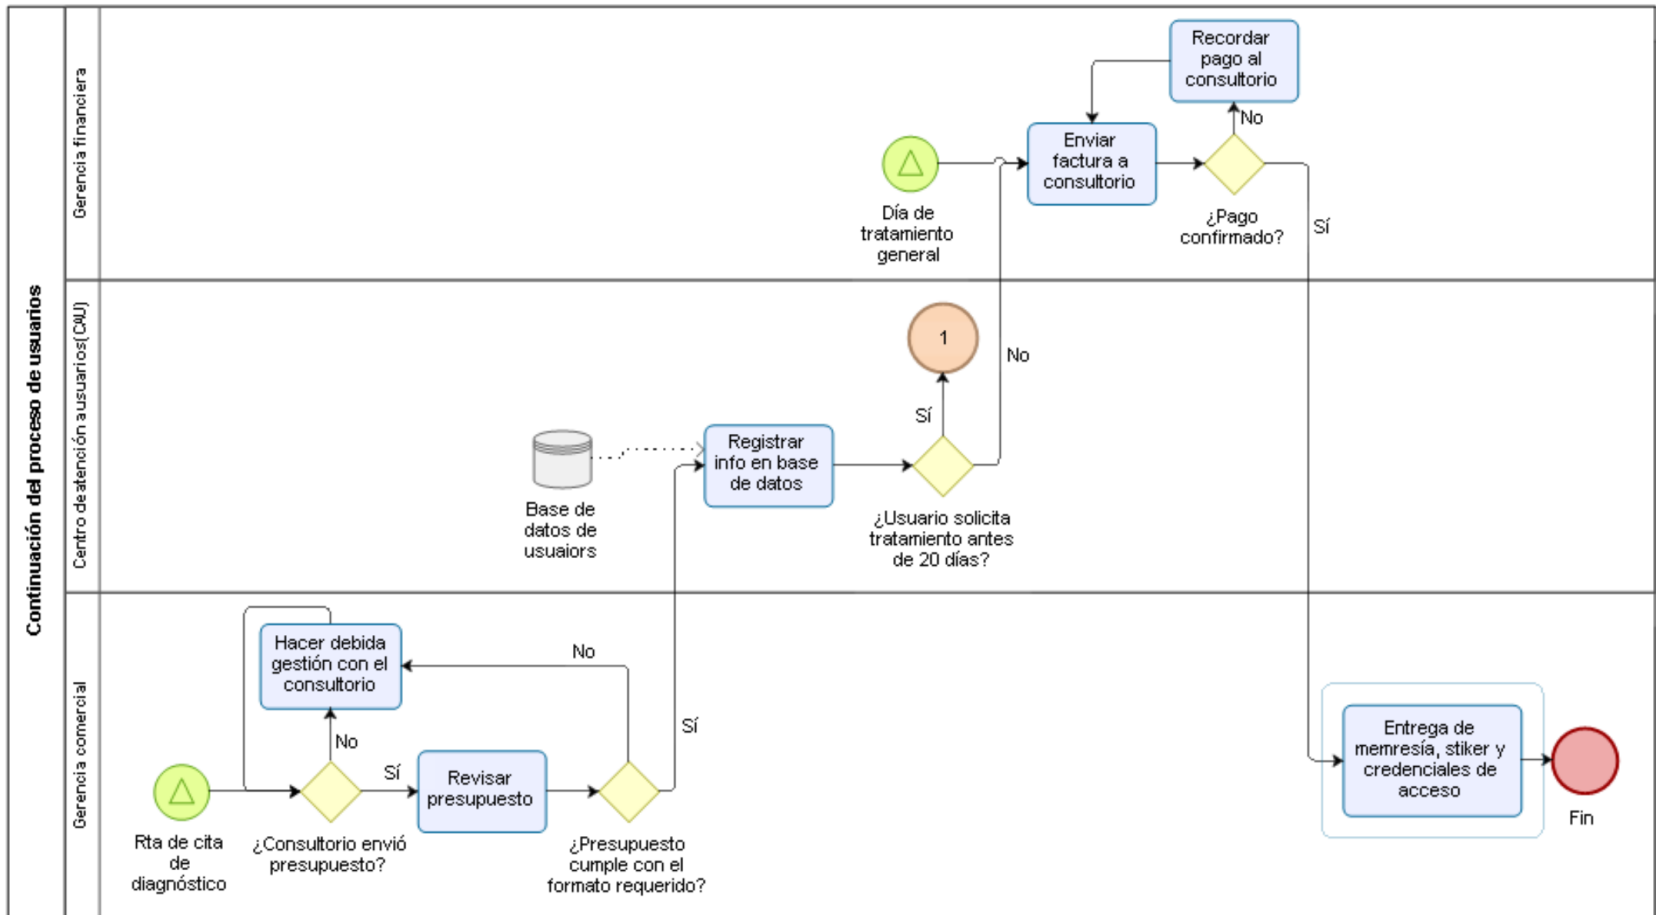 Continuación del proceso de usuarios
Gerencia financiera
Recordar
pago al
consultorio
No
Enviar
factura a
consultorio
Día de
tratamiento
general
¿Pago
confirmado?
Sí
Centro de atención a usuarios(CAU)
1
No
Sí
Registrar
info en base
de datos
Base de
datos de
usuaiors
¿Usuario solicita
tratamiento antes
de 20 días?
Gerencia comercial
Hacer debida
gestión con el
consultorio
No
Sí
No
Sí
Revisar
presupuesto
Rta de cita
de
diagnóstico
¿Consultorio envió
presupuesto?
¿Presupuesto
cumple con el
formato requerido?
Entrega de
memresía, stiker y
credenciales de
acceso
Fin